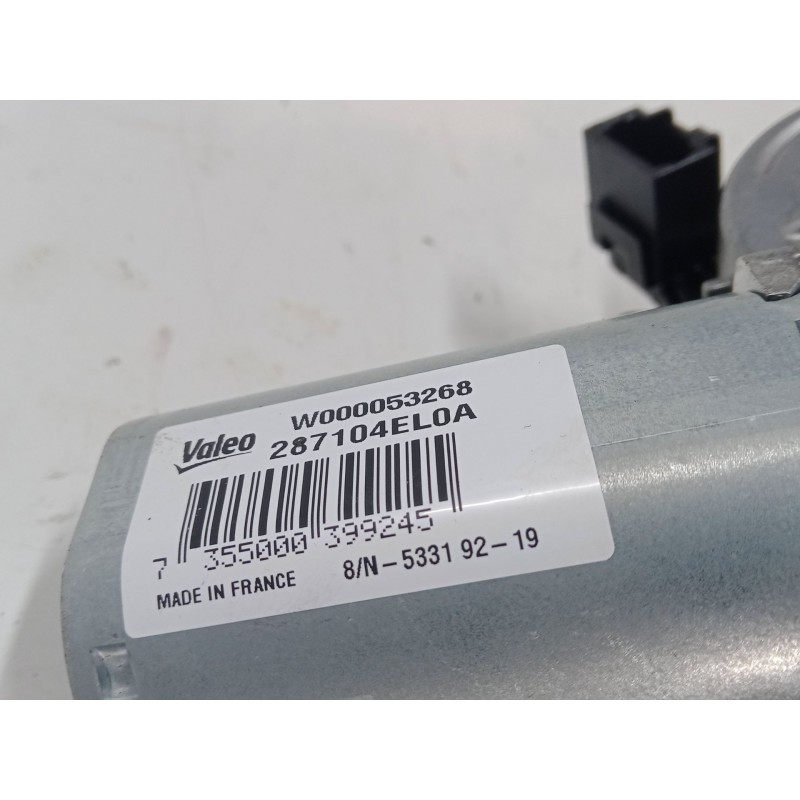 W000053268
Valeo 287104EL0A
7 355000 399245
MADE IN FRANCE 8/N-5331 92-19